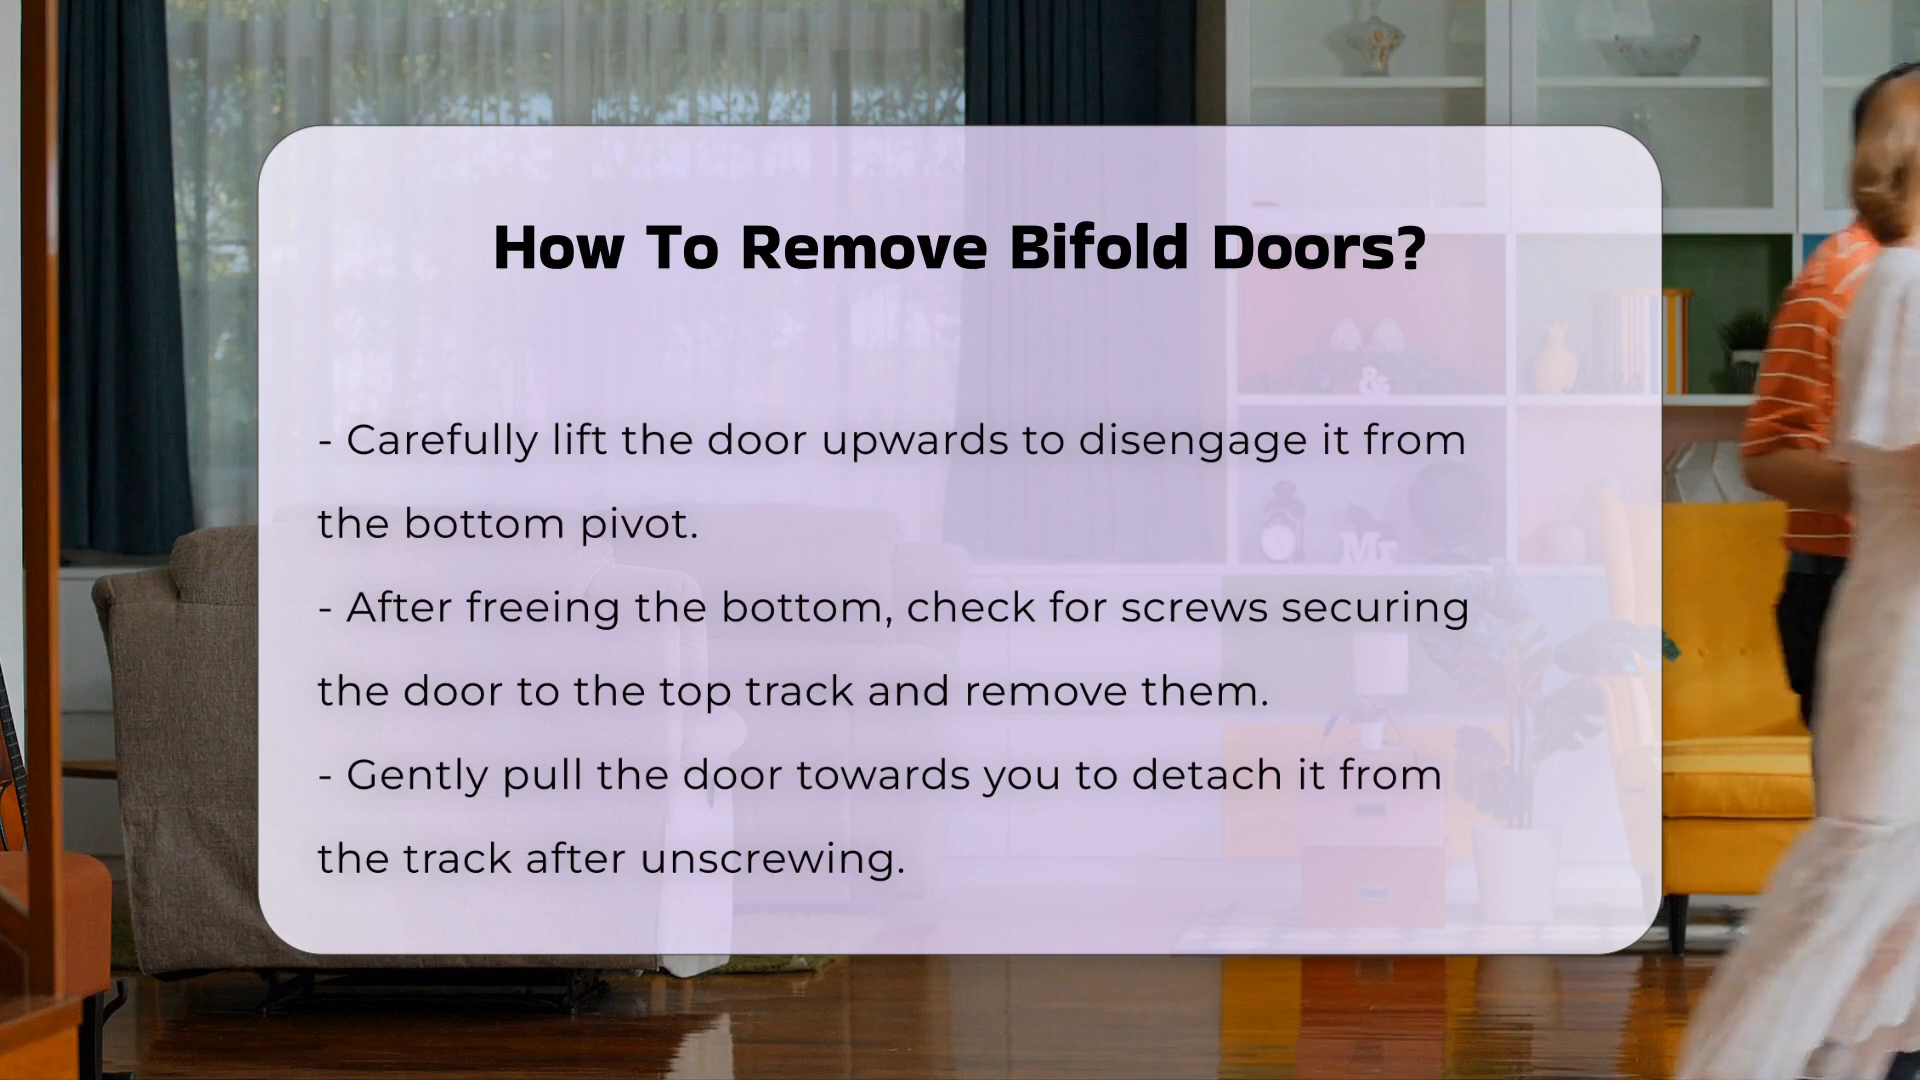 How To Remove Bifold Doors?
- Carefully lift the door upwards to disengage it from
the bottom pivot.
- After freeing the bottom, check for screws securing
the door to the top track and remove them.
- Gently pull the door towards you to detach it from
the track after unscrewing.
&
Mr